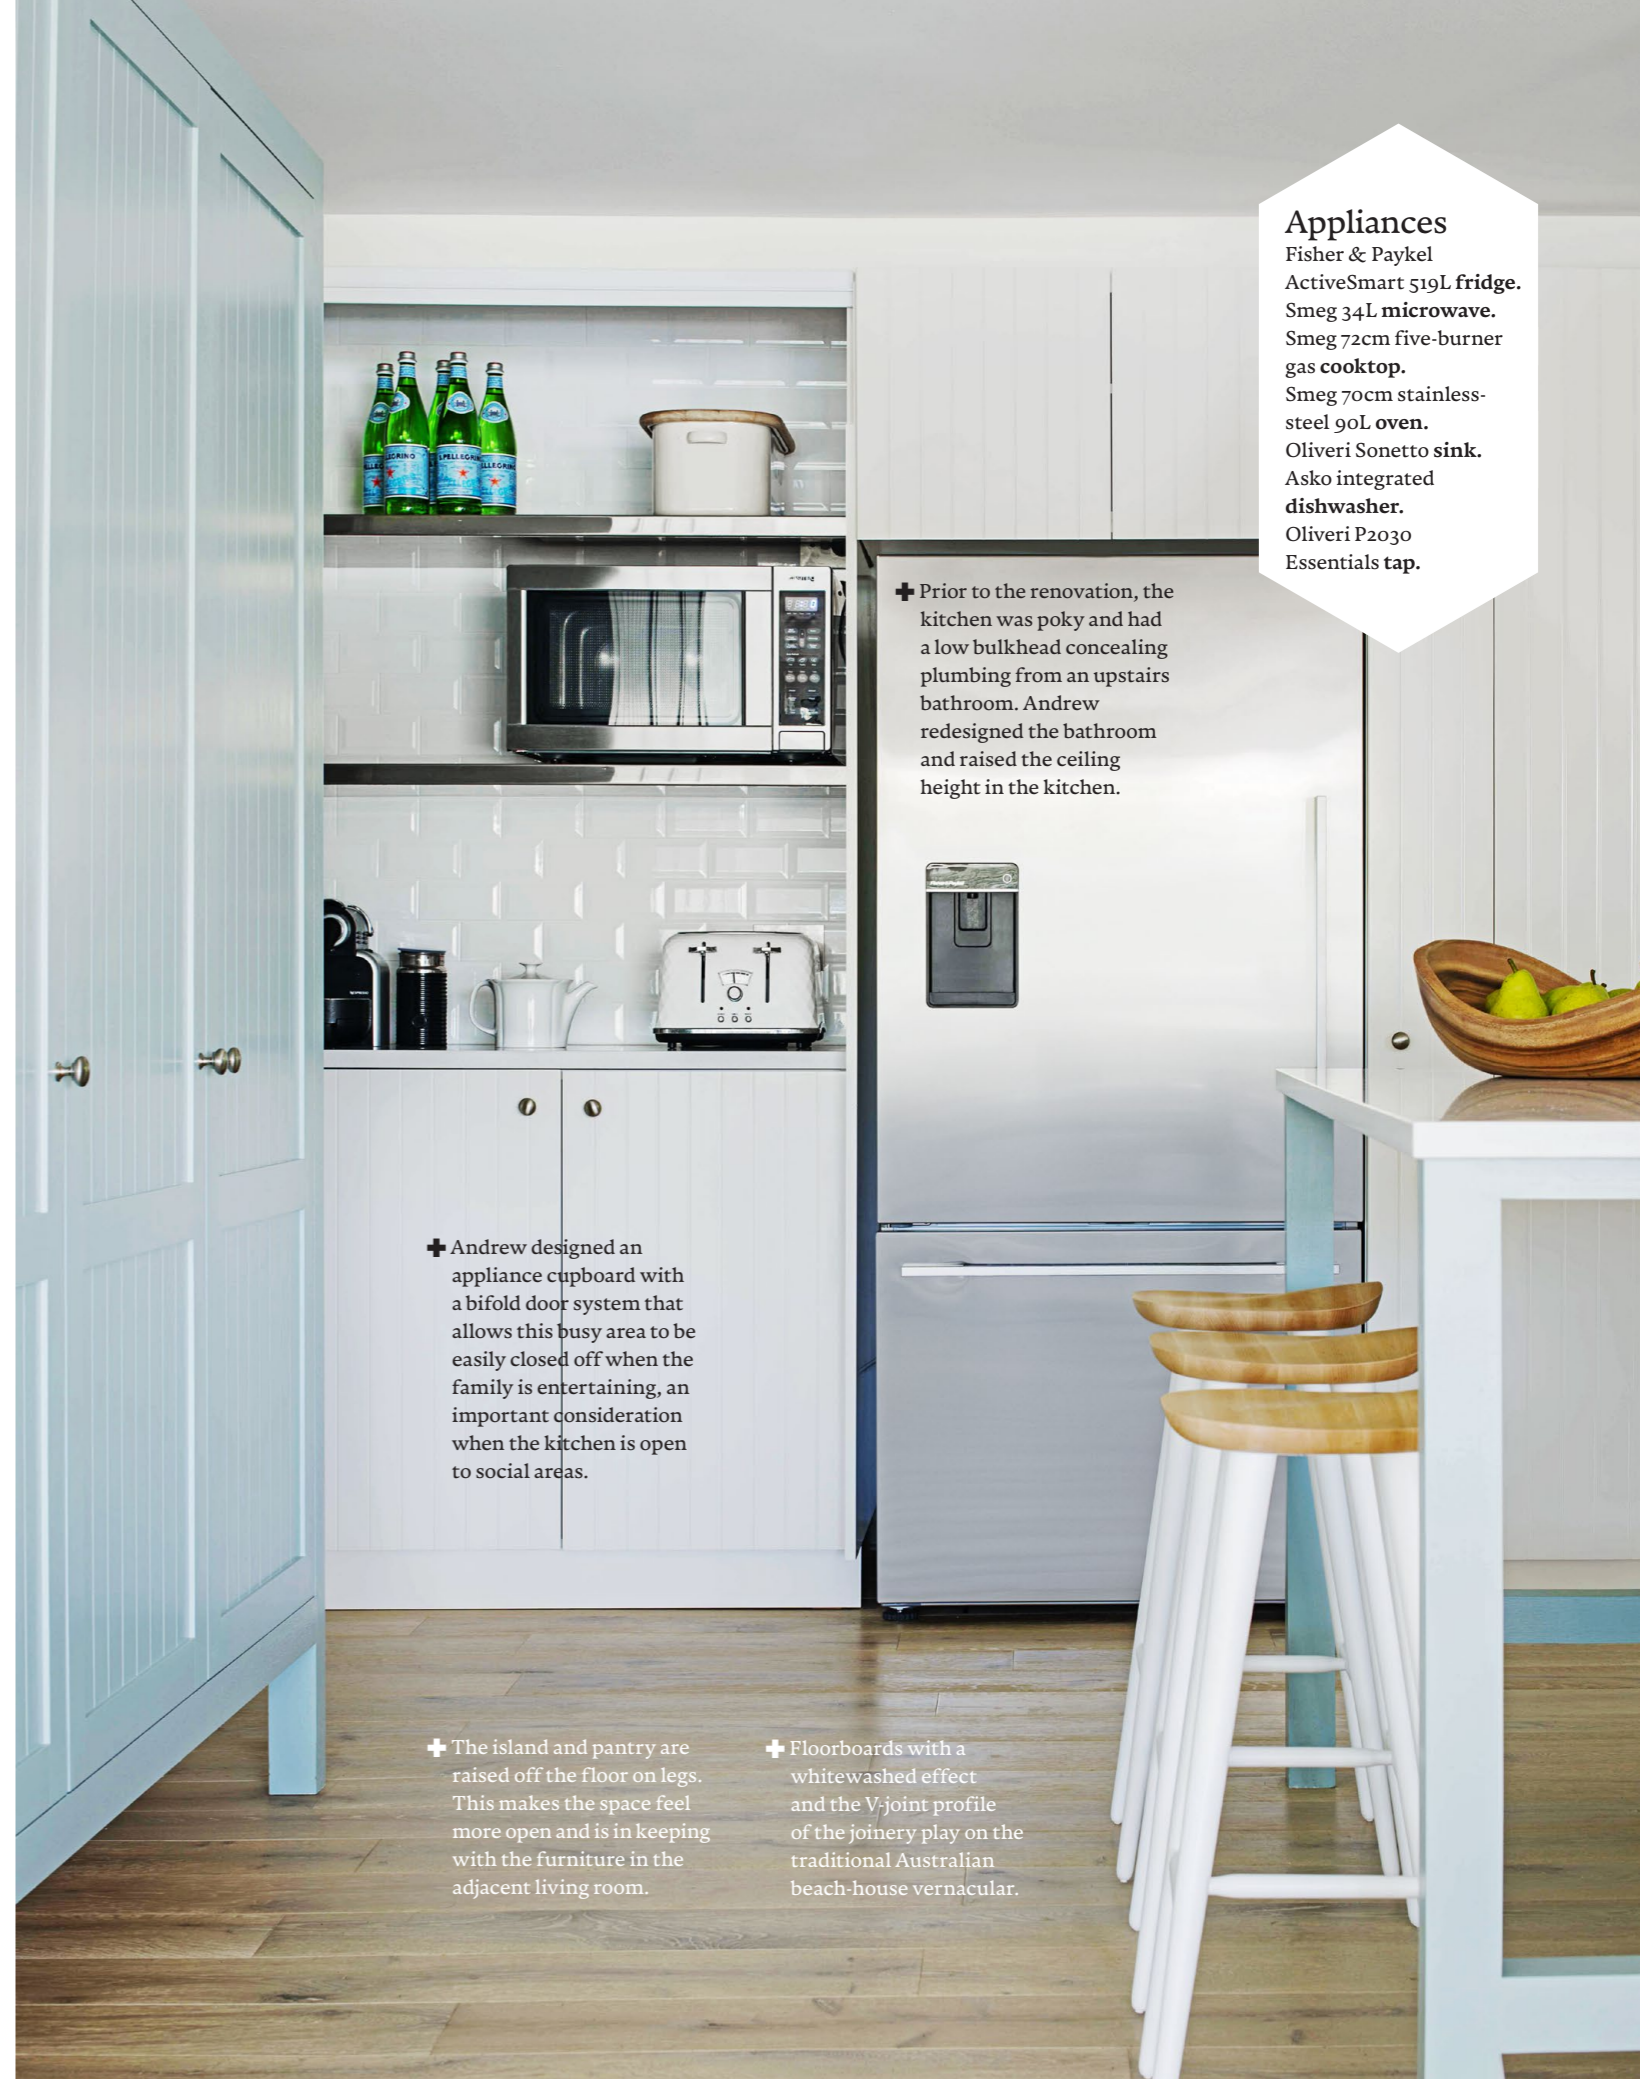 Appliances
Fisher & Paykel
ActiveSmart 519L fridge.
Smeg 34L microwave.
Smeg 72cm five-burner
gas cooktop.
Smeg 70cm stainless-
steel 90L oven.
Oliveri Sonetto sink.
Asko integrated
dishwasher.
Oliveri P2030
Essentials tap.
Prior to the renovation, the
kitchen was poky and had
a low bulkhead concealing
plumbing from an upstairs
bathroom. Andrew
redesigned the bathroom
and raised the ceiling
height in the kitchen.
S.PELLEGRINO
Andrew designed an
appliance cupboard with
a bifold door system that
allows this busy area to be
easily closed off when the
family is entertaining, an
important consideration
when the kitchen is open
to social areas.
The island and pantry are
raised off the floor on legs.
This makes the space feel
more open and is in keeping
with the furniture in the
adjacent living room.
Floorboards with a
whitewashed effect
and the V-joint profile
of the joinery play on the
traditional Australian
beach-house vernacular.